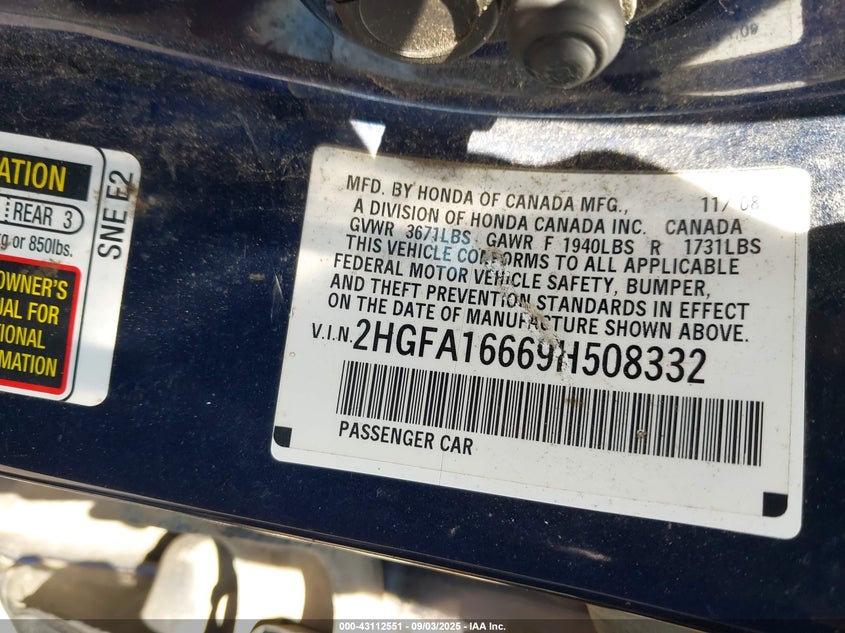 ATION
REAR 3
g or 850lbs.
OWNER'S
UAL FOR
TIONAL
RMATION
SNE E2
MFD. BY HONDA OF CANADA MFG., 11/08
A DIVISION OF HONDA CANADA INC. CANADA
GVWR 3671LBS GAWR F 1940LBS R 1731LBS
THIS VEHICLE CONFORMS TO ALL APPLICABLE
FEDERAL MOTOR VEHICLE SAFETY, BUMPER,
AND THEFT PREVENTION STANDARDS IN EFFECT
ON THE DATE OF MANUFACTURE SHOWN ABOVE.
V.I.N. 2HGFA16669H508332
PASSENGER CAR
000-43112551 - 09/03/2025 - IAA Inc.